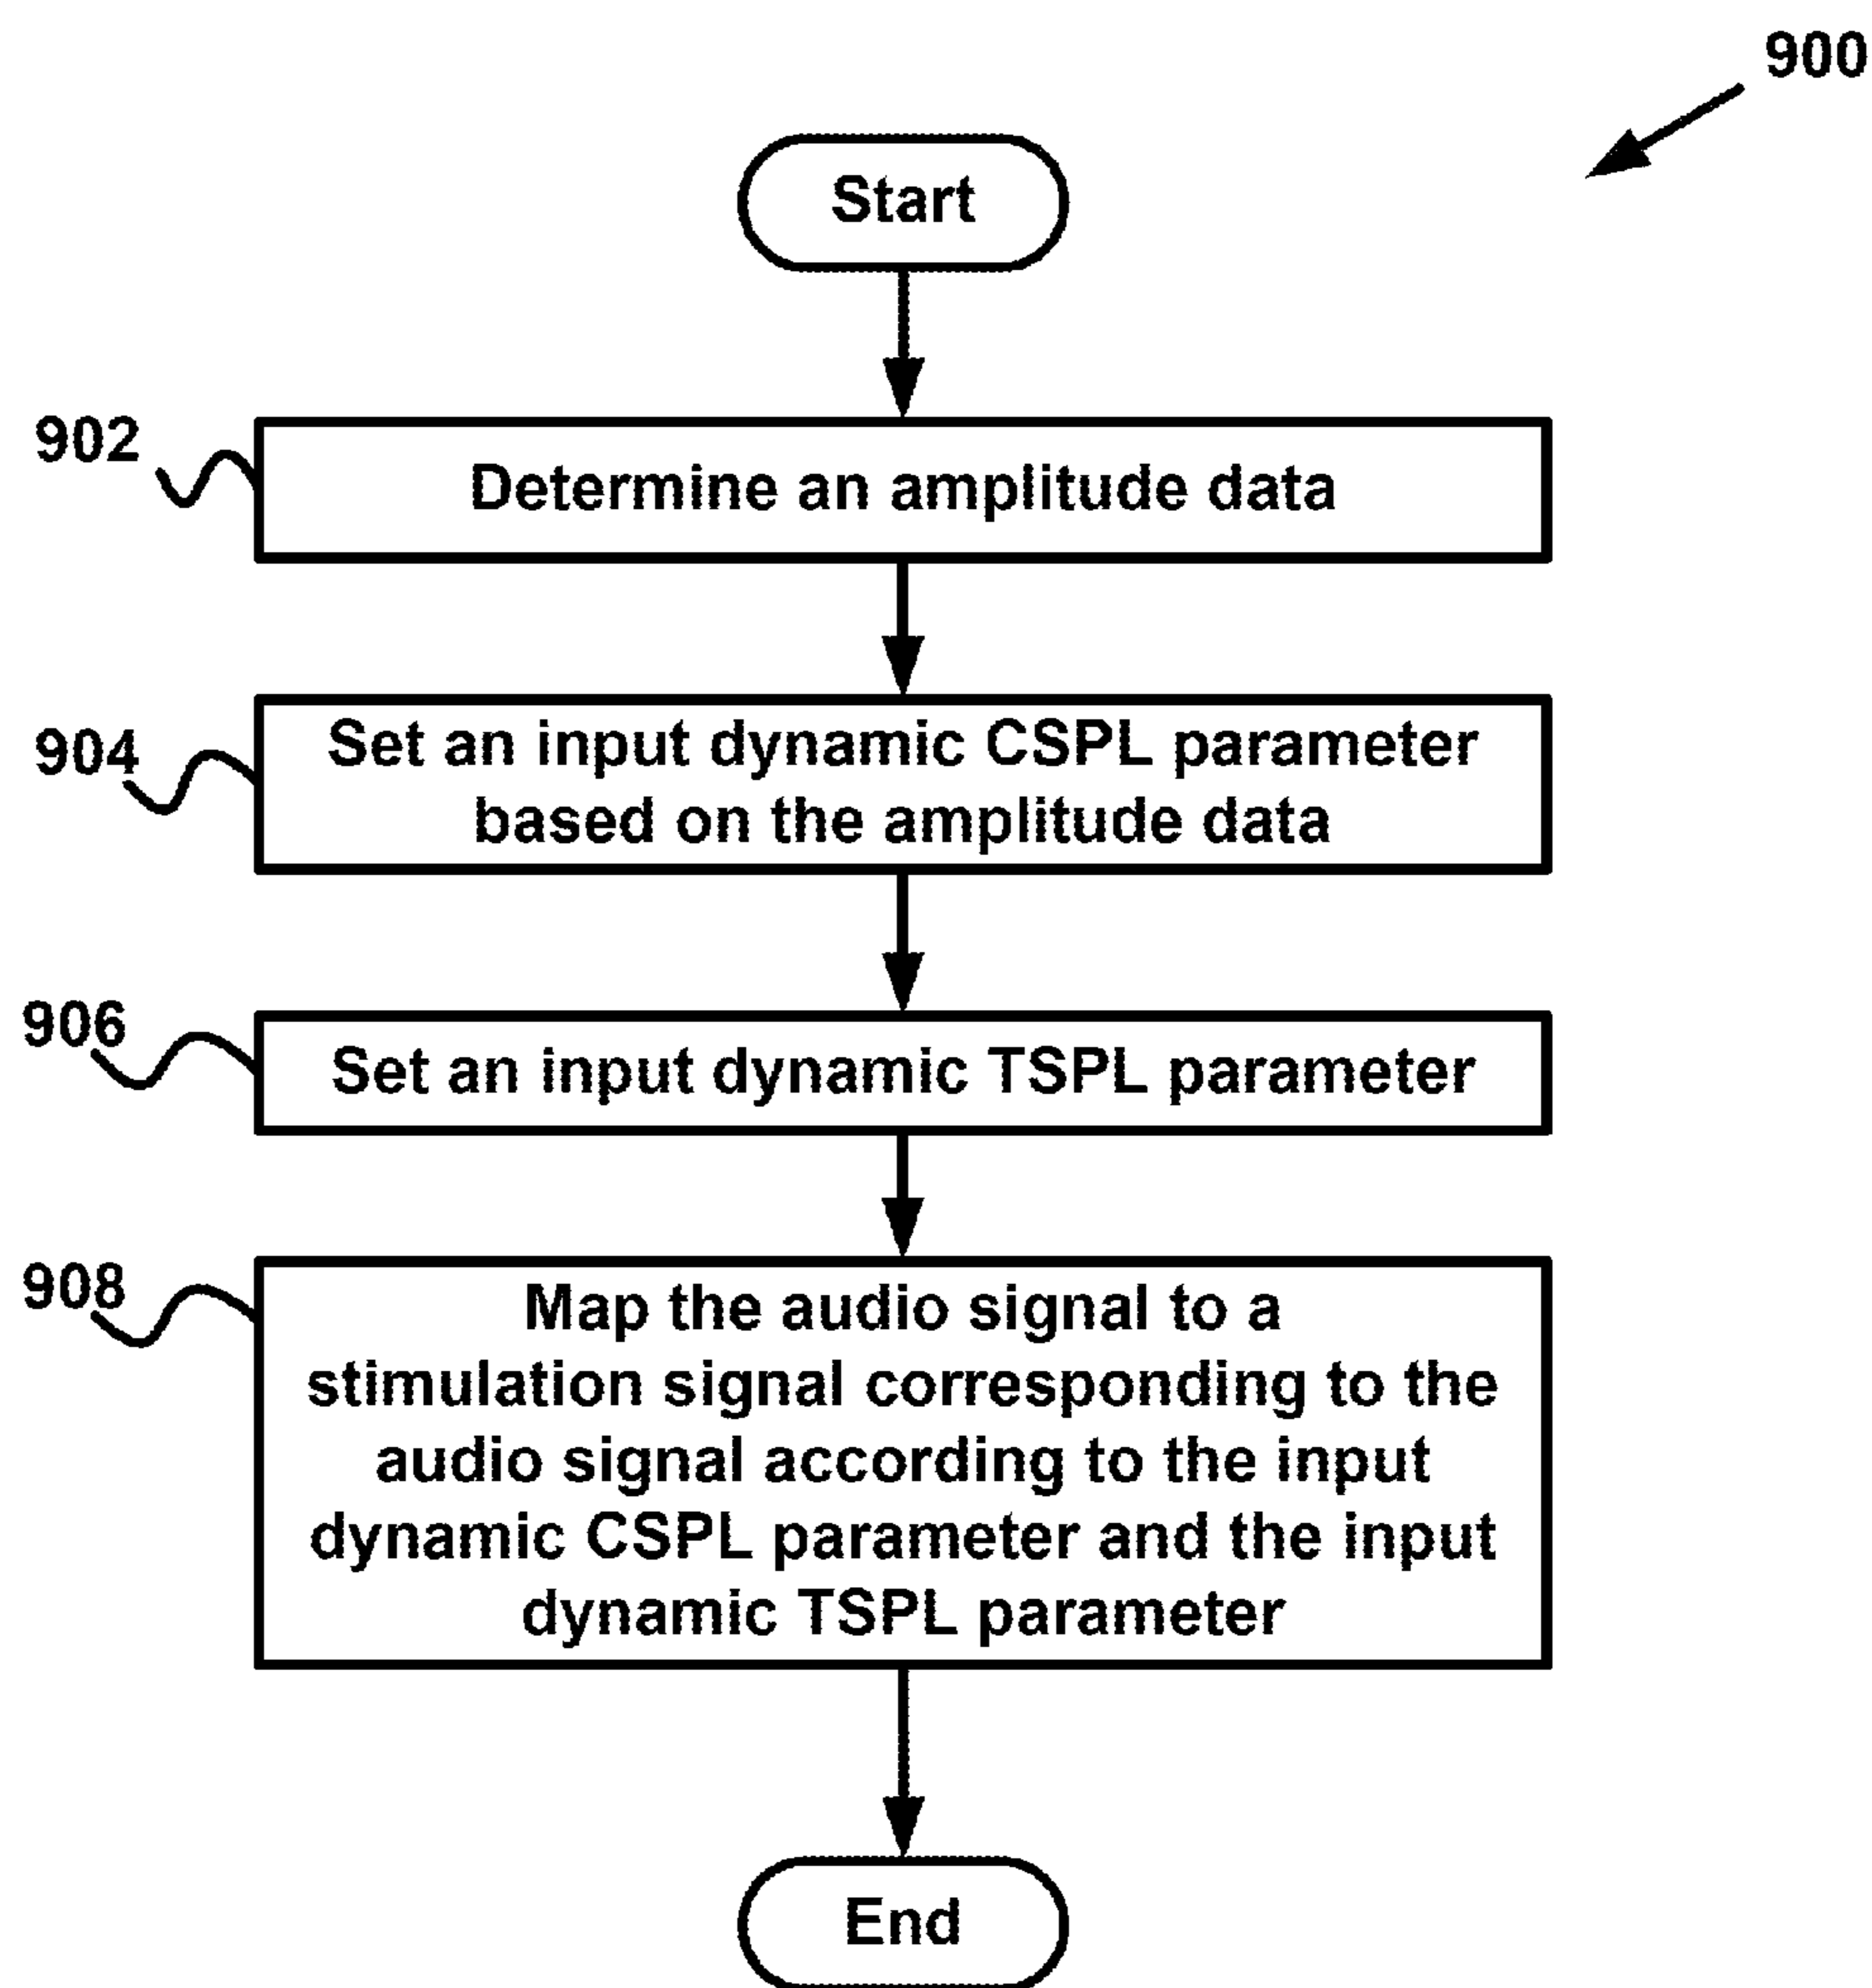 900
Start
902
Determine an amplitude data
904
Set an input dynamic CSPL parameter
based on the amplitude data
906
Set an input dynamic TSPL parameter
908
Map the audio signal to a
stimulation signal corresponding to the
audio signal according to the input
dynamic CSPL parameter and the input
dynamic TSPL parameter
End